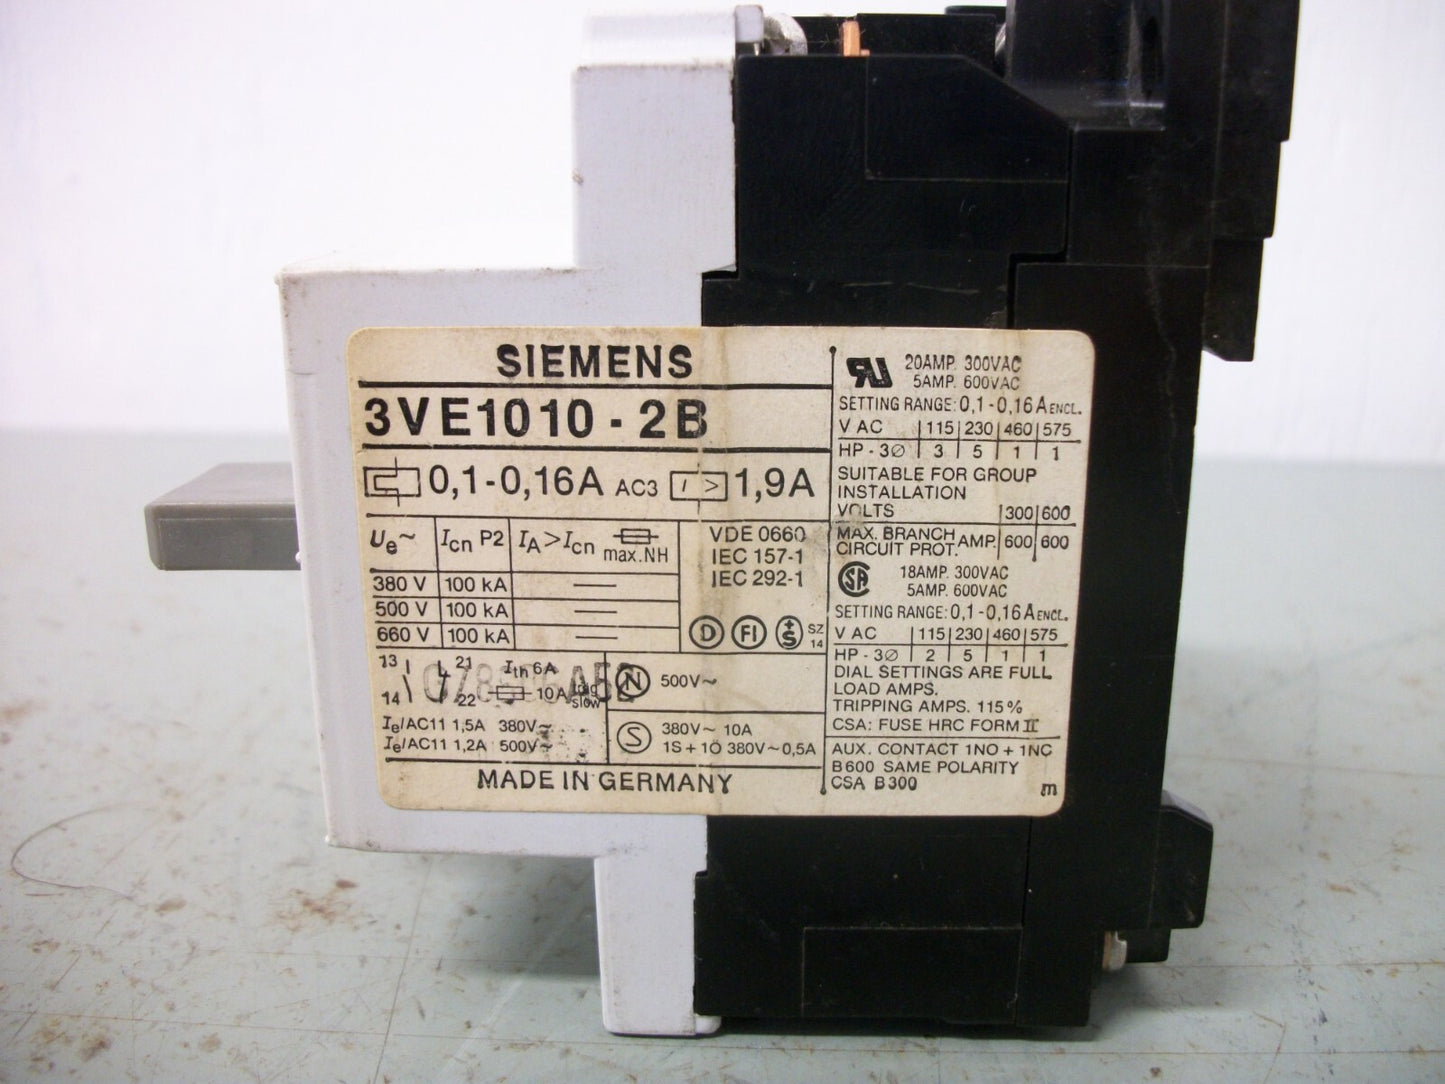 SIEMENS
3VE1010-2B
0,1-0,16A AC3 I > 1,9A
Ue~ Icn P2 IA>Icn max.NH
380 V 100 kA —
500 V 100 kA —
660 V 100 kA —
VDE 0660
IEC 157-1
IEC 292-1
D FI +S SZ 14
13 21 Ith 6A
14 22 10A slow
Ie/AC11 1,5A 380V~
Ie/AC11 1,2A 500V~
N 500V~
S 380V~ 10A
1S+1Ö 380V~0,5A
MADE IN GERMANY
RU 20AMP. 300VAC
5AMP. 600VAC
SETTING RANGE: 0,1-0,16A ENCL.
V AC 115 230 460 575
HP-3Ø 3 5 1 1
SUITABLE FOR GROUP
INSTALLATION
VOLTS 300 600
MAX. BRANCH
CIRCUIT PROT. AMP. 600 600
SA 18AMP. 300VAC
5AMP. 600VAC
SETTING RANGE: 0,1-0,16A ENCL.
V AC 115 230 460 575
HP-3Ø 2 5 1 1
DIAL SETTINGS ARE FULL
LOAD AMPS.
TRIPPING AMPS. 115%
CSA: FUSE HRC FORM II
AUX. CONTACT 1NO+1NC
B600 SAME POLARITY
CSA B300
m